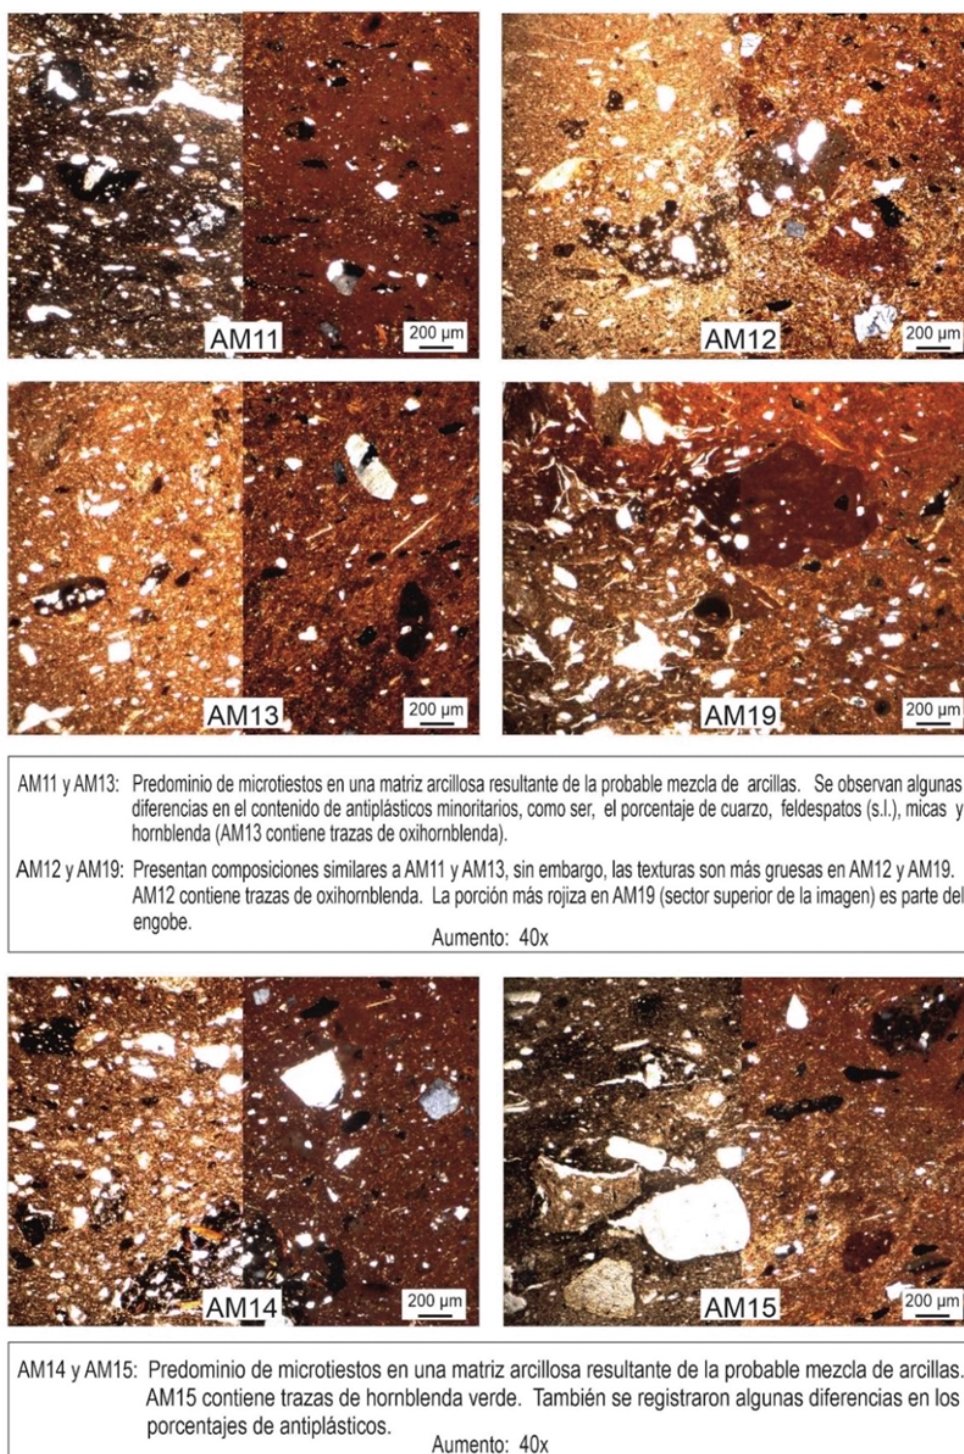 AM11
200 µm
AM12
200 µm
AM13
200 µm
AM19
200 µm
AM11 y AM13: Predominio de microtiestos en una matriz arcillosa resultante de la probable mezcla de arcillas. Se observan algunas
diferencias en el contenido de antiplásticos minoritarios, como ser, el porcentaje de cuarzo, feldespatos (s.l.), micas y
hornblenda (AM13 contiene trazas de oxihornblenda).
AM12 y AM19: Presentan composiciones similares a AM11 y AM13, sin embargo, las texturas son más gruesas en AM12 y AM19.
AM12 contiene trazas de oxihornblenda. La porción más rojiza en AM19 (sector superior de la imagen) es parte del
engobe.
Aumento: 40x
AM14
200 µm
AM15
200 µm
AM14 y AM15: Predominio de microtiestos en una matriz arcillosa resultante de la probable mezcla de arcillas.
AM15 contiene trazas de hornblenda verde. También se registraron algunas diferencias en los
porcentajes de antiplásticos.
Aumento: 40x